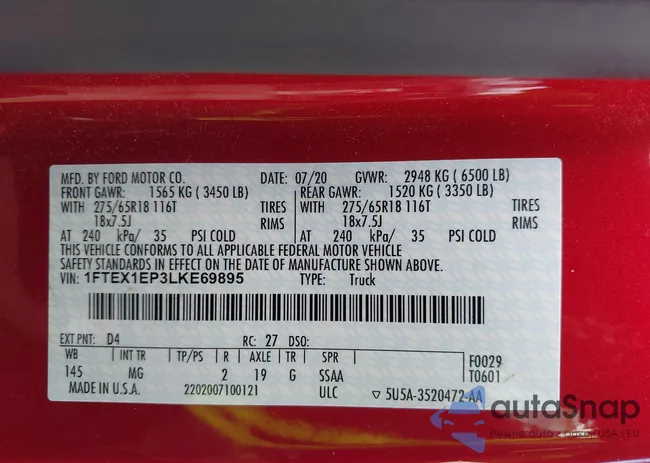 MFD. BY FORD MOTOR CO. DATE: 07/20 GVWR: 2948 KG ( 6500 LB)
FRONT GAWR: 1565 KG ( 3450 LB) REAR GAWR: 1520 KG ( 3350 LB)
WITH 275/65R18 116T TIRES WITH 275/65R18 116T TIRES
18x7.5J RIMS 18x7.5J RIMS
AT 240 kPa/ 35 PSI COLD AT 240 kPa/ 35 PSI COLD
THIS VEHICLE CONFORMS TO ALL APPLICABLE FEDERAL MOTOR VEHICLE
SAFETY STANDARDS IN EFFECT ON THE DATE OF MANUFACTURE SHOWN ABOVE.
VIN: 1FTEX1EP3LKE69895 TYPE: Truck
EXT PNT: D4 RC: 27 DSO:
WB INT TR TP/PS R AXLE TR SPR F0029
145 MG 2 19 G SSAA T0601
MADE IN U.S.A. 2202007100121 ULC ▽ 5U5A-3520472-AA
autoSnap
Pewne auta z
USA i EU